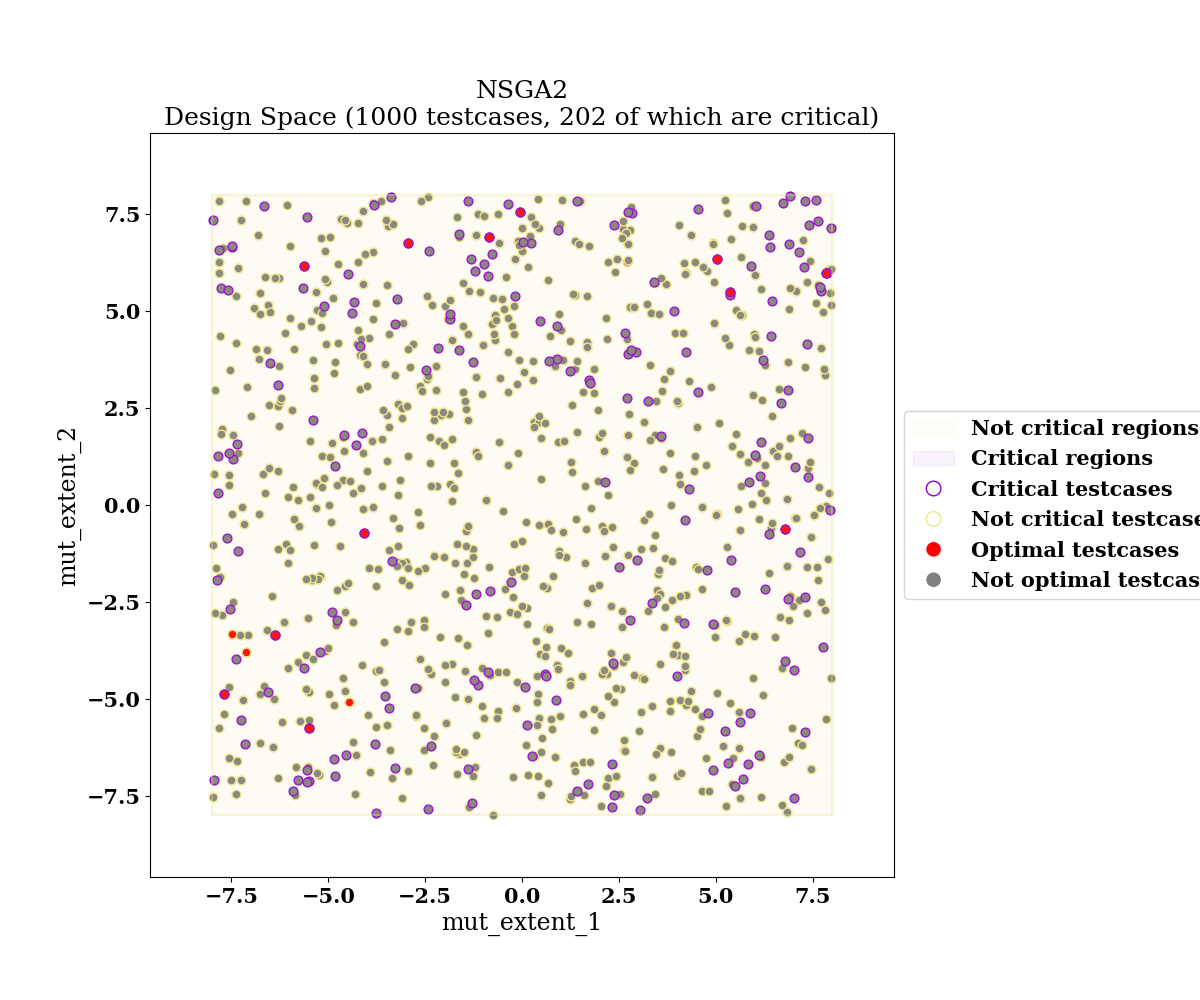 NSGA2
Design Space (1000 testcases, 202 of which are critical)
7.5
5.0
2.5
0.0
−2.5
−5.0
−7.5
mut_extent_2
−7.5
−5.0
−2.5
0.0
2.5
5.0
7.5
mut_extent_1
Not critical regions
Critical regions
Critical testcases
Not critical testcase
Optimal testcases
Not optimal testcas